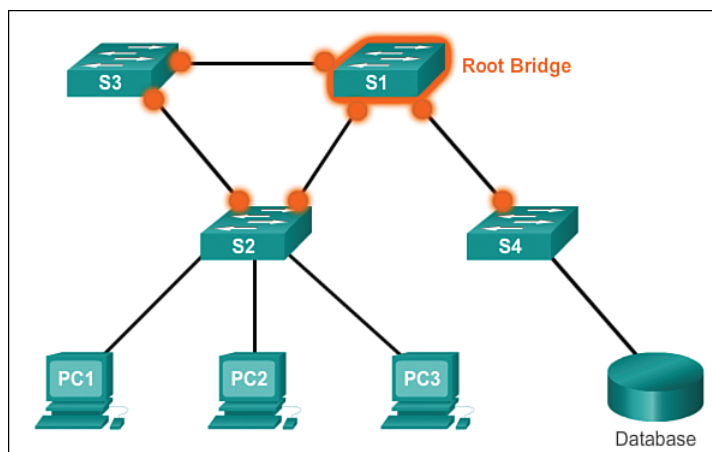 S3
S1
Root Bridge
S2
S4
PC1
PC2
PC3
Database